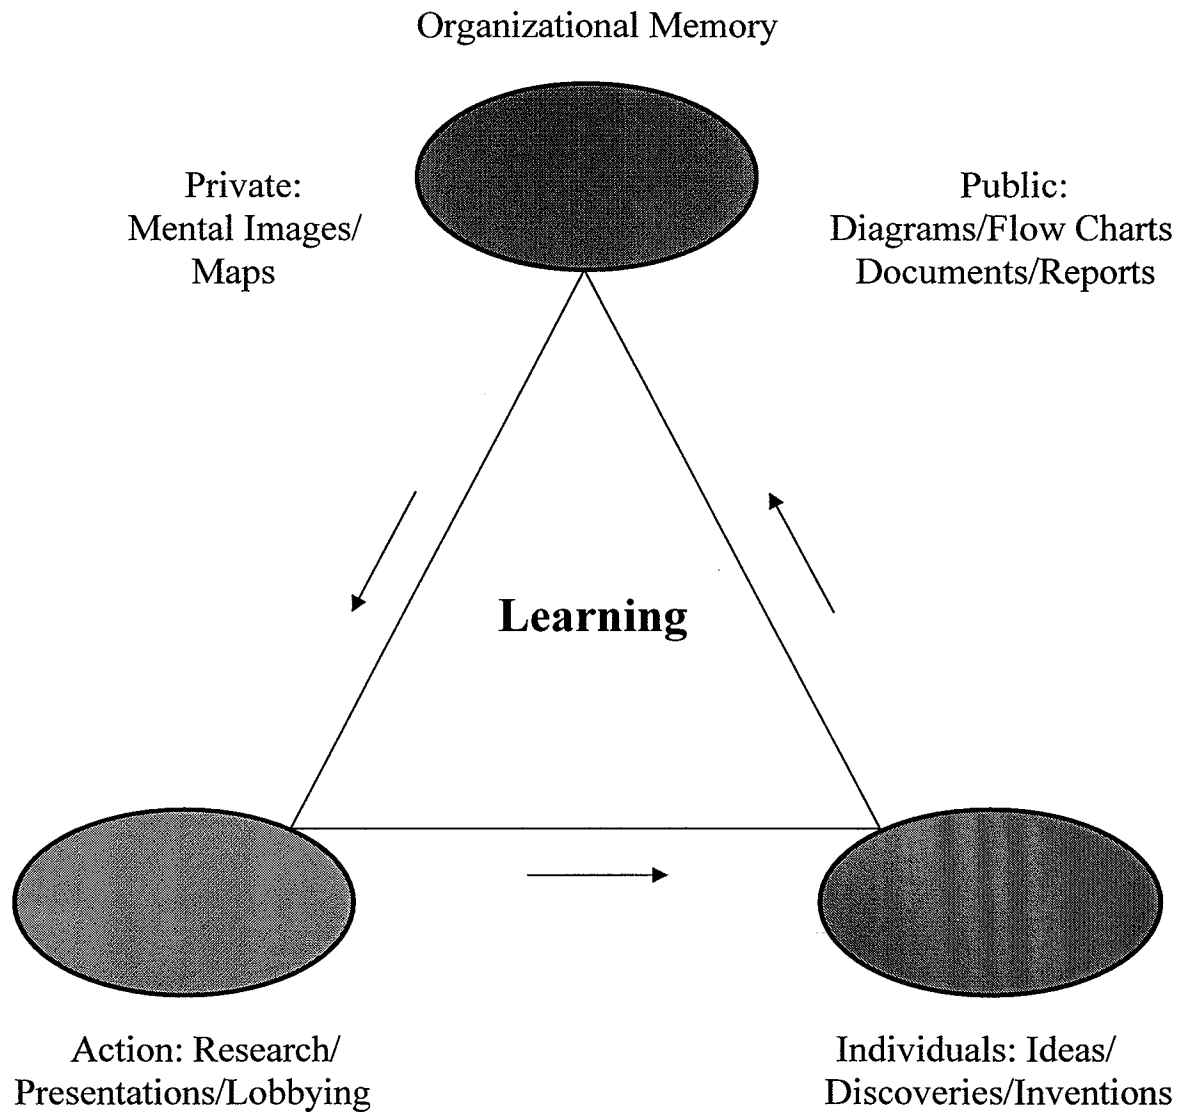 Organizational Memory
Private:
Mental Images/
Maps
Public:
Diagrams/Flow Charts
Documents/Reports
Learning
Action: Research/
Presentations/Lobbying
Individuals: Ideas/
Discoveries/Inventions